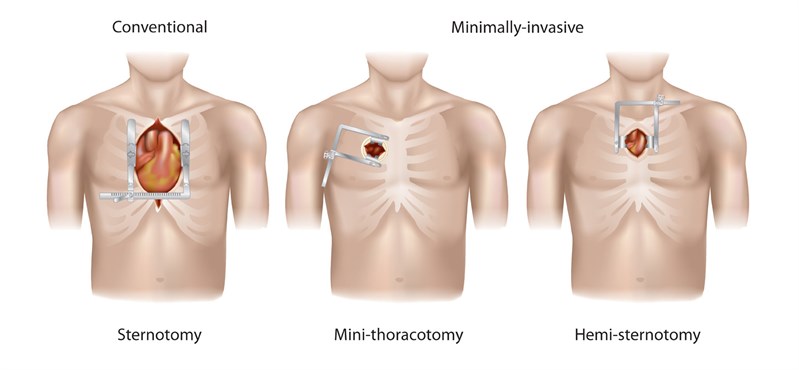 Conventional
Minimally-invasive
Sternotomy
Mini-thoracotomy
Hemi-sternotomy